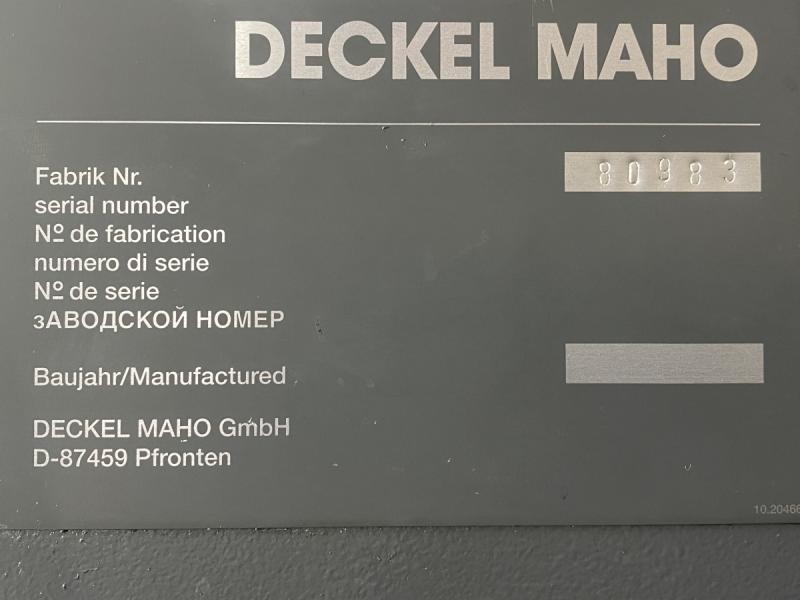 DECKEL MAHO
Fabrik Nr. 80983
serial number
Nº de fabrication
numero di serie
Nº de serie
зАВОДСКОЙ НОМЕР
Baujahr/Manufactured
DECKEL MAHO GmbH
D-87459 Pfronten
10.20466